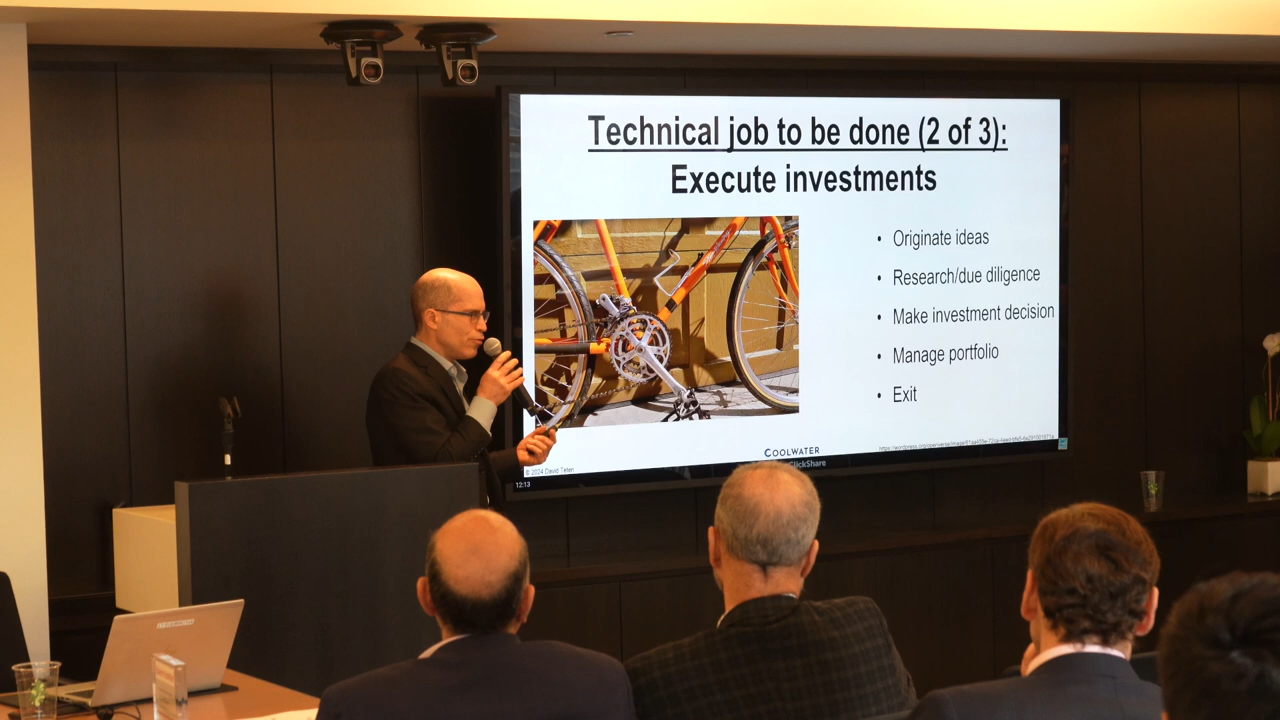 Technical job to be done (2 of 3):
Execute investments
• Originate ideas
• Research/due diligence
• Make investment decision
• Manage portfolio
• Exit
COOLWATER
© 2024 David Teten
ClickShare
12:13